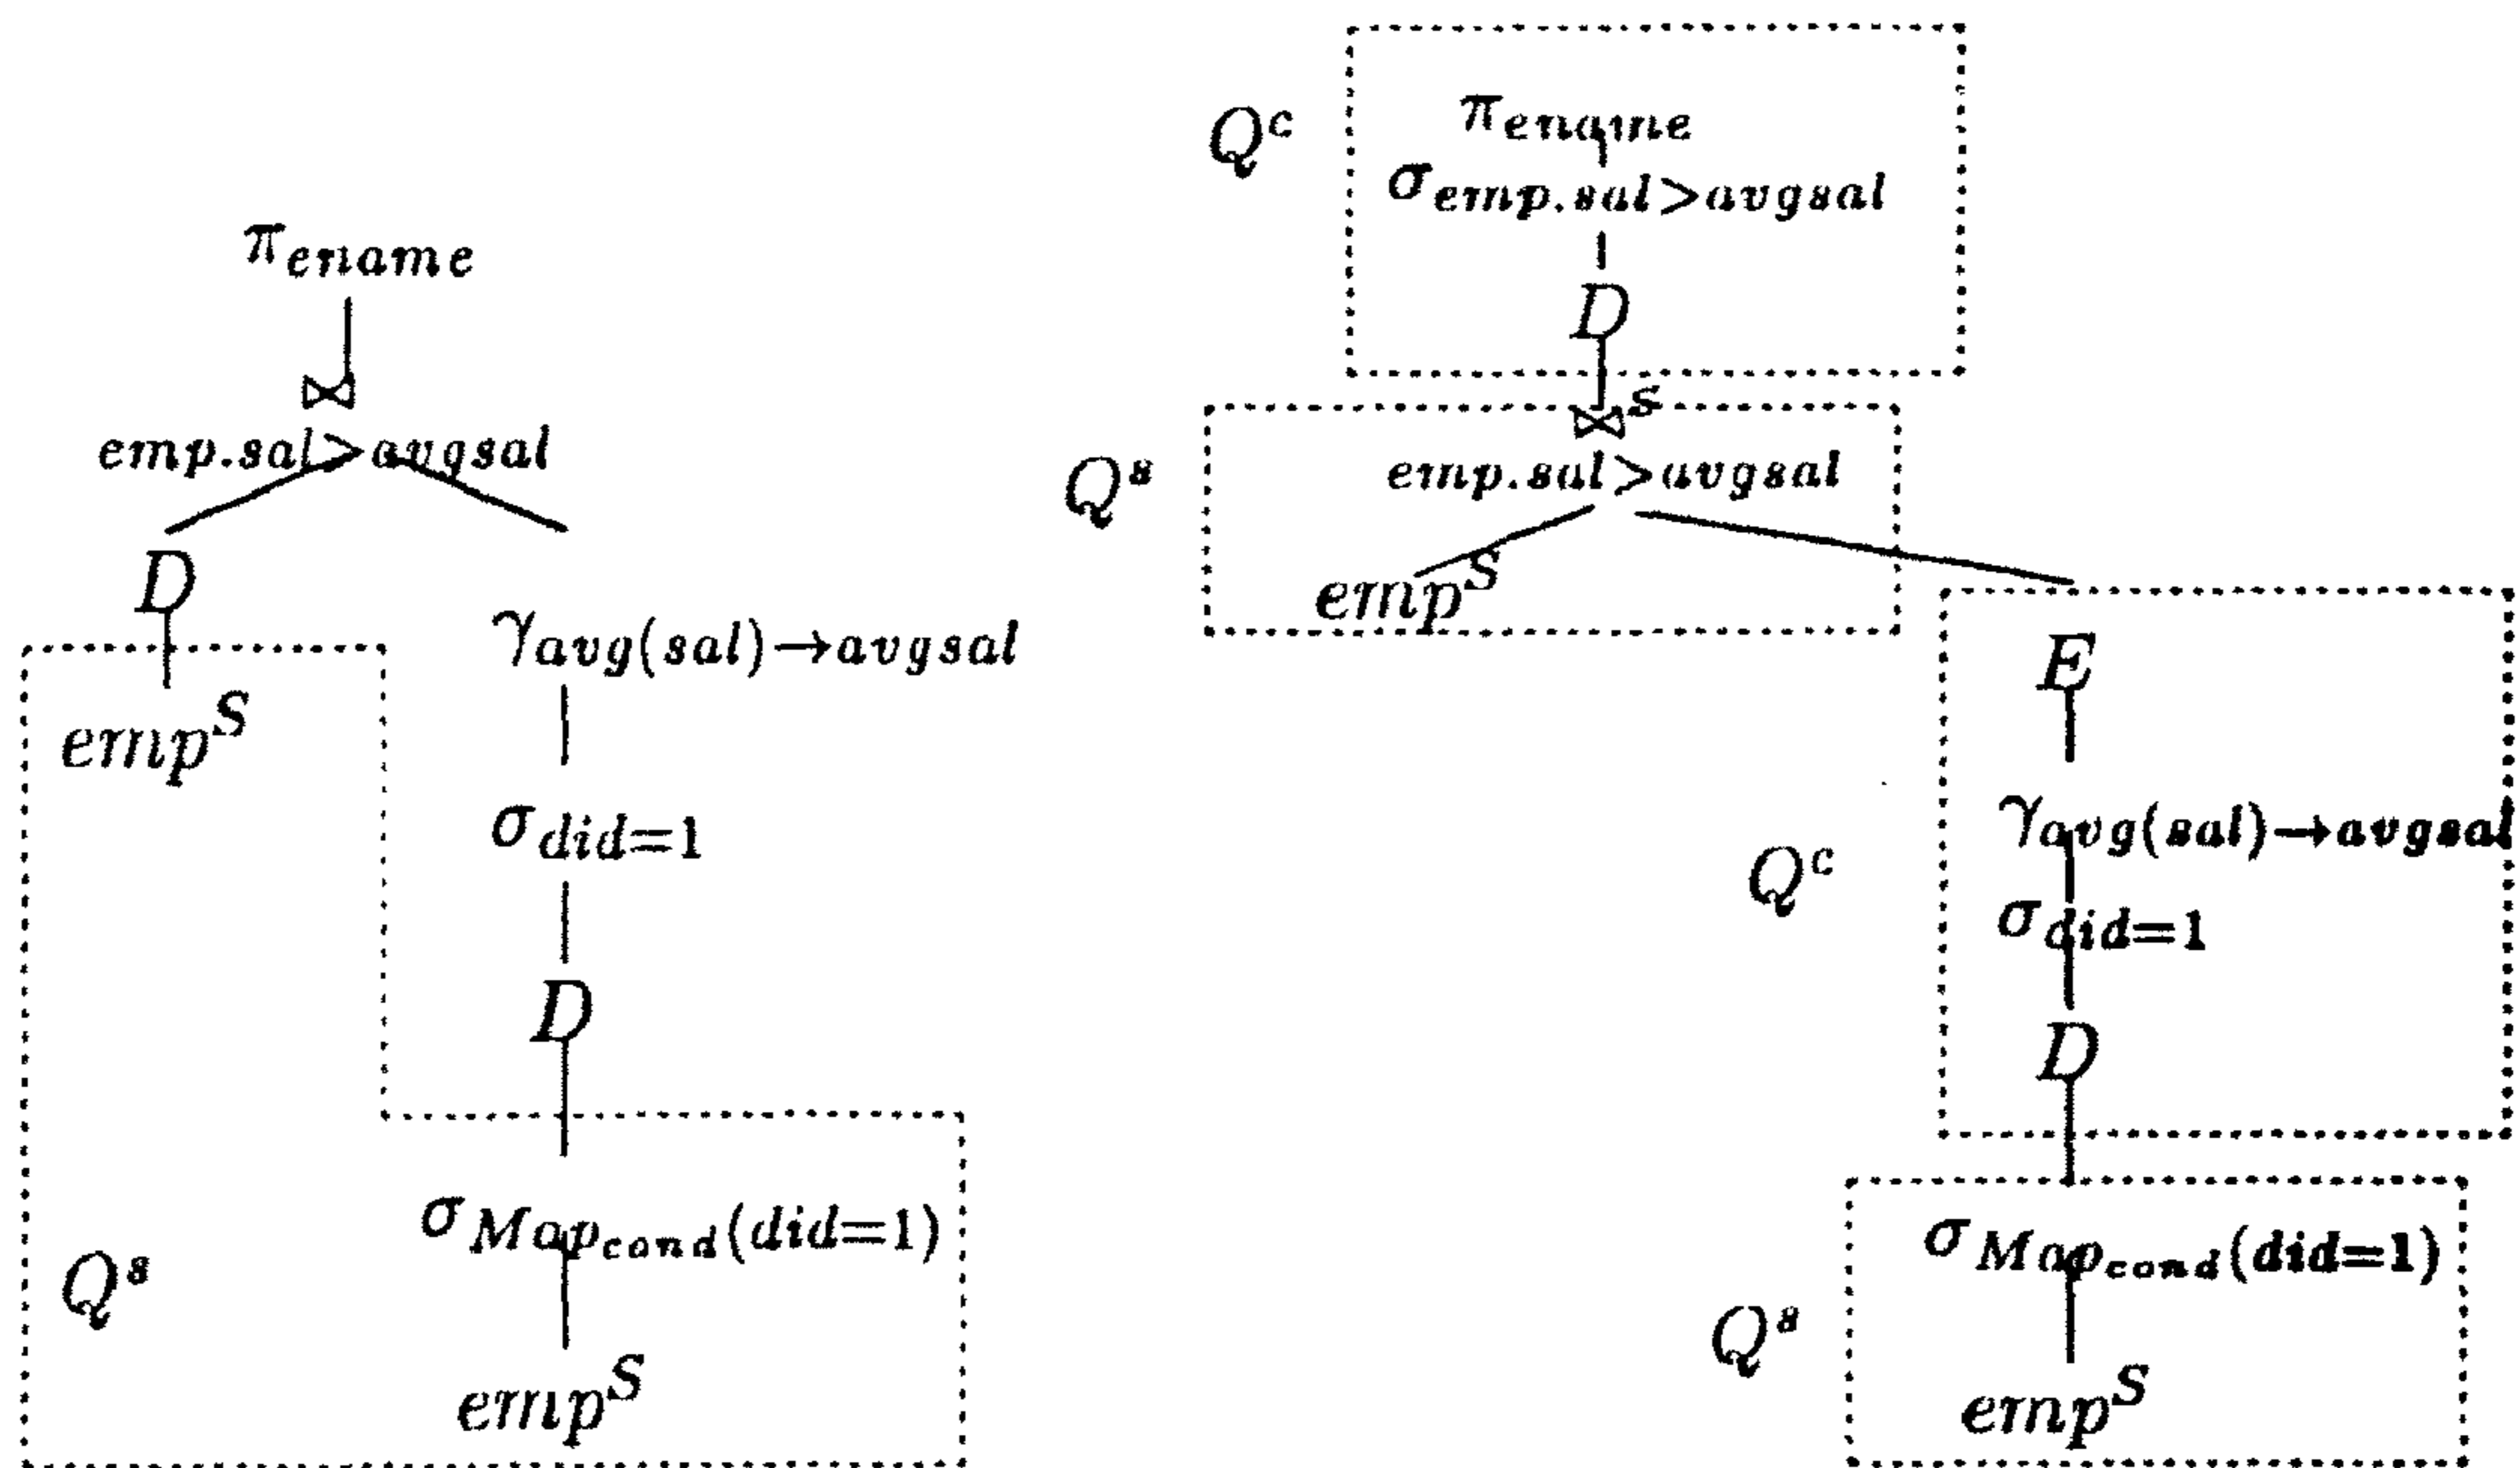 π_ename
⋈
emp.sal>avgsal
D
emp^S
γ_avg(sal)→avgsal
σ_did=1
D
σ_Map_cond(did=1)
Q^s
emp^S
Q^c
π_ename
σ_emp.sal>avgsal
D
⋈^S
emp.sal>avgsal
Q^s
emp^S
E
γ_avg(sal)→avgsal
Q^c
σ_did=1
D
σ_Map_cond(did=1)
Q^s
emp^S